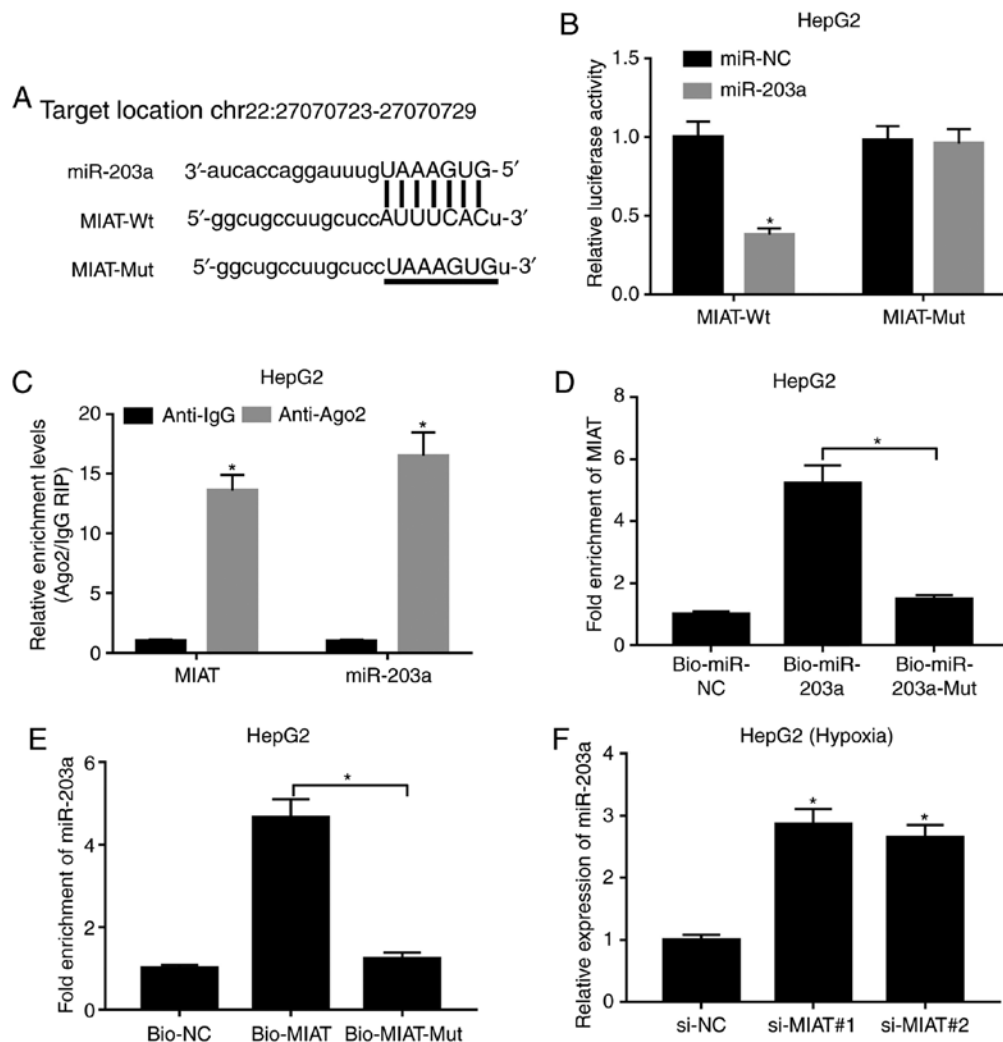 A
Target location chr22:27070723-27070729
miR-203a 3′-aucaccaggauuugUAAAGUG-5′
MIAT-Wt 5′-ggcugccuugcuccAUUUCACu-3′
MIAT-Mut 5′-ggcugccuugcuccUAAAGUGu-3′
B
HepG2
Relative luciferase activity
1.5
1.0
0.5
0.0
miR-NC
miR-203a
*
MIAT-Wt MIAT-Mut
C
HepG2
Relative enrichment levels
(Ago2/IgG RIP)
20
15
10
5
0
Anti-IgG Anti-Ago2
* *
MIAT miR-203a
D
HepG2
Fold enrichment of MIAT
8
6
4
2
0
*
Bio-miR-
NC
Bio-miR-
203a
Bio-miR-
203a-Mut
E
HepG2
Fold enrichment of miR-203a
6
4
2
0
*
Bio-NC Bio-MIAT Bio-MIAT-Mut
F
HepG2 (Hypoxia)
Relative expression of miR-203a
4
3
2
1
0
* *
si-NC si-MIAT#1 si-MIAT#2